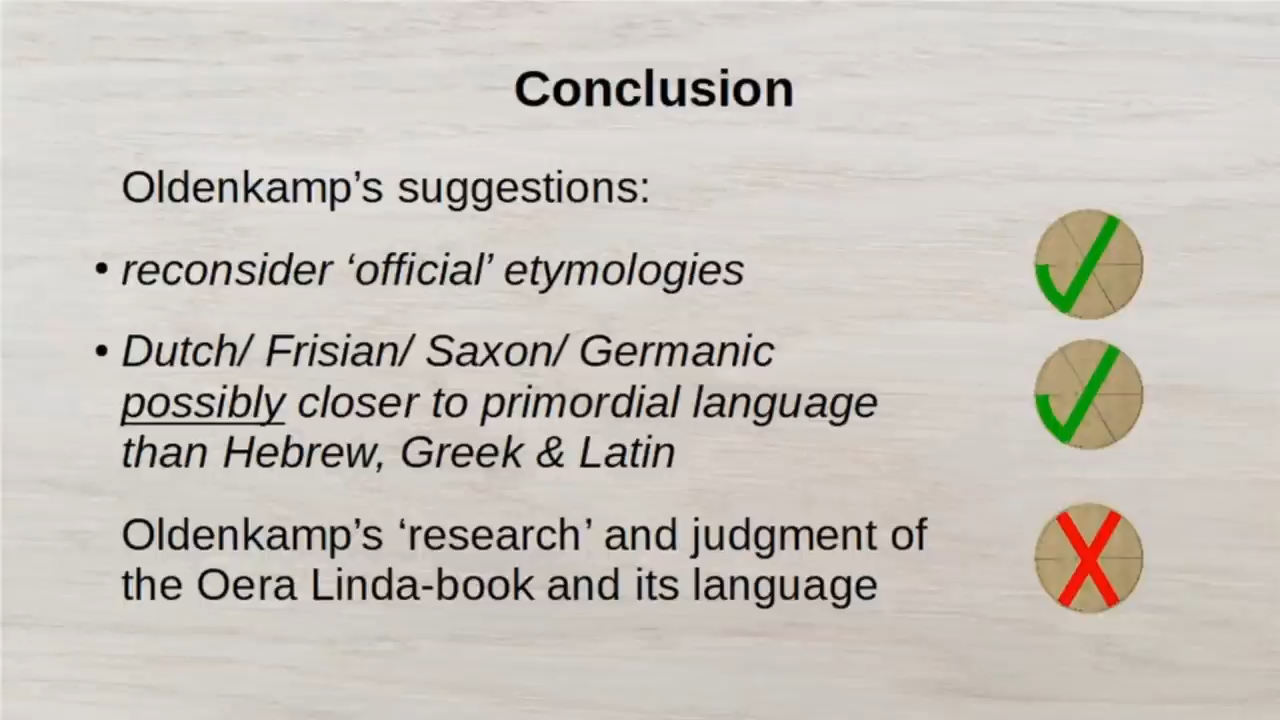 Conclusion
Oldenkamp’s suggestions:
• reconsider ‘official’ etymologies
• Dutch/ Frisian/ Saxon/ Germanic
possibly closer to primordial language
than Hebrew, Greek & Latin
Oldenkamp’s ‘research’ and judgment of
the Oera Linda-book and its language